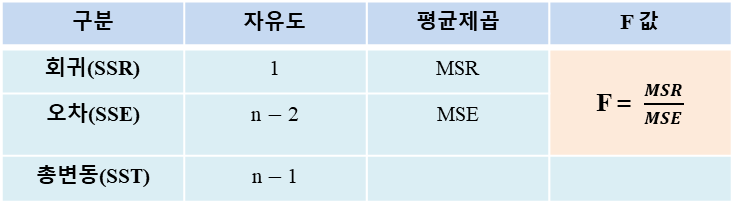 구분 자유도 평균제곱 F 값
회귀(SSR) 1 MSR
오차(SSE) n − 2 MSE
F = MSR/MSE
총변동(SST) n − 1